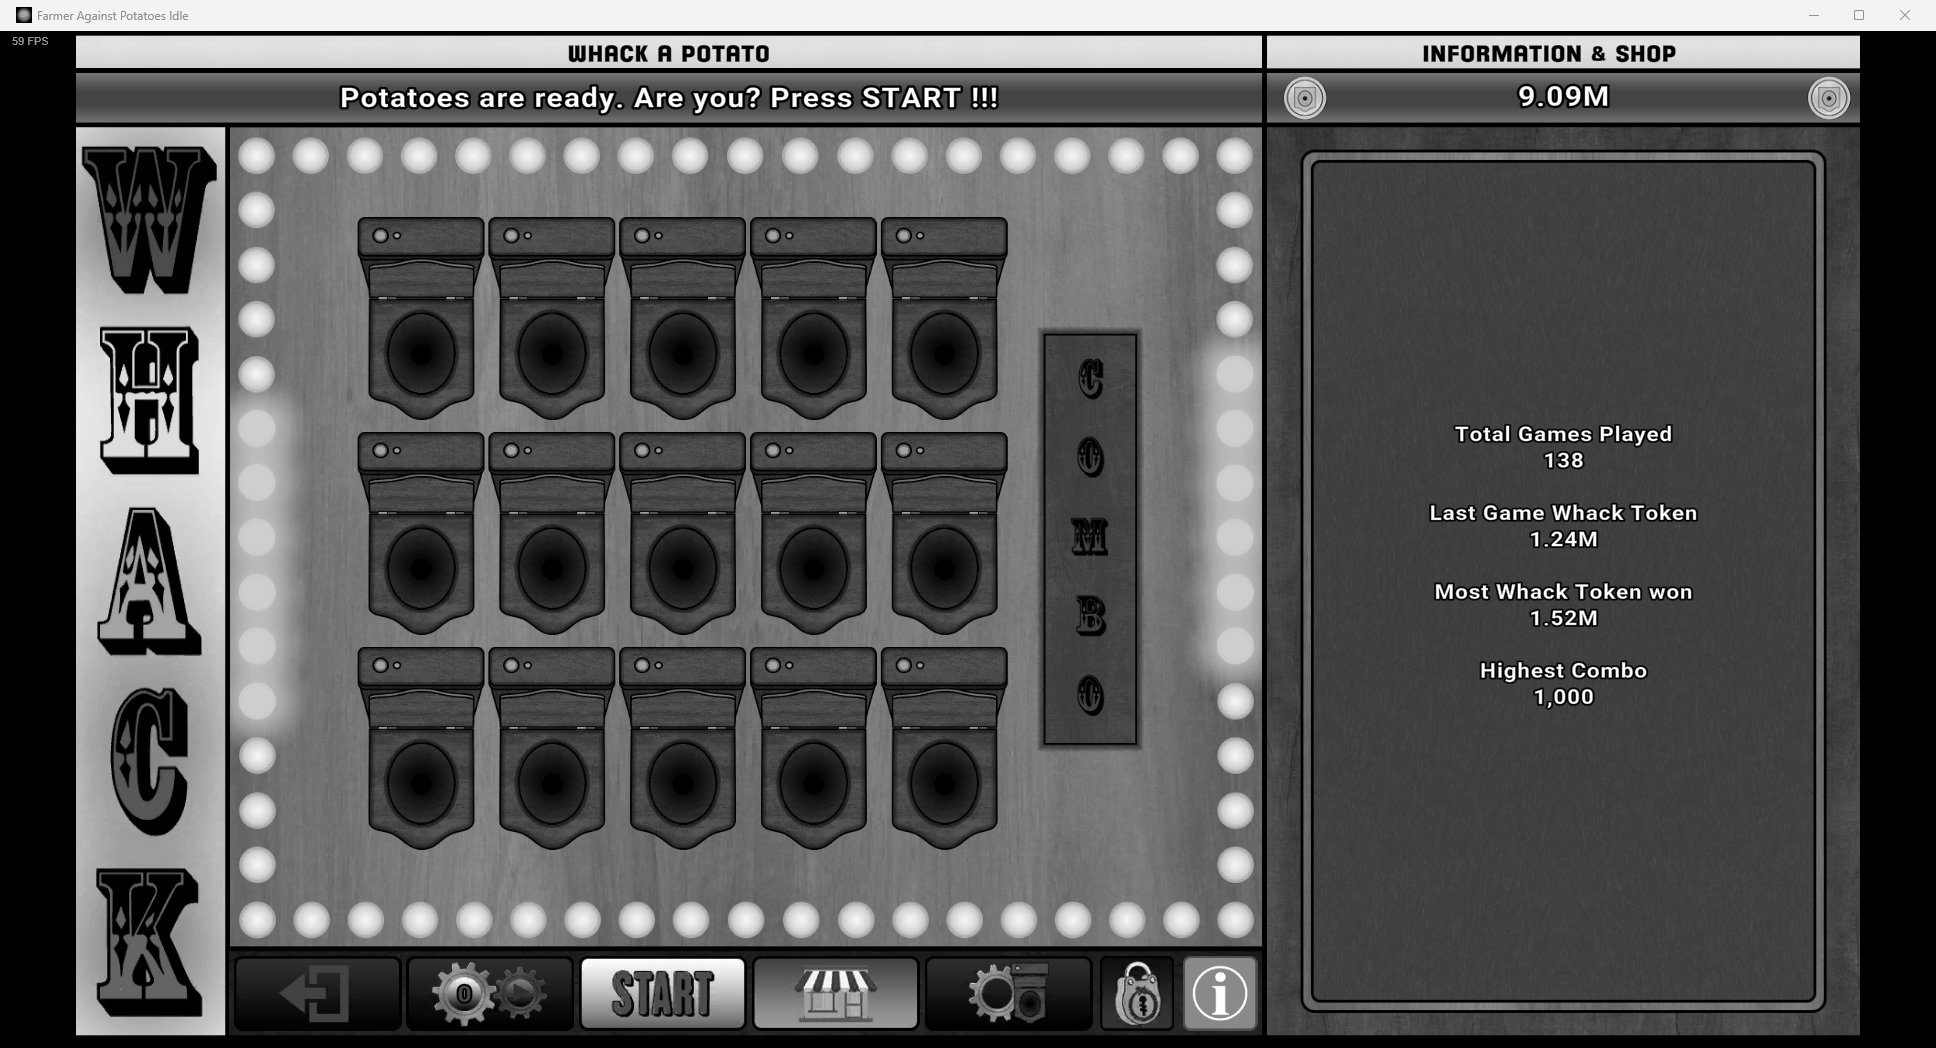 Farmer Against Potatoes Idle
59 FPS
WHACK A POTATO
INFORMATION & SHOP
Potatoes are ready. Are you? Press START !!!
9.09M
W
H
A
C
K
C
O
M
B
O
Total Games Played
138
Last Game Whack Token
1.24M
Most Whack Token won
1.52M
Highest Combo
1,000
0
START
i